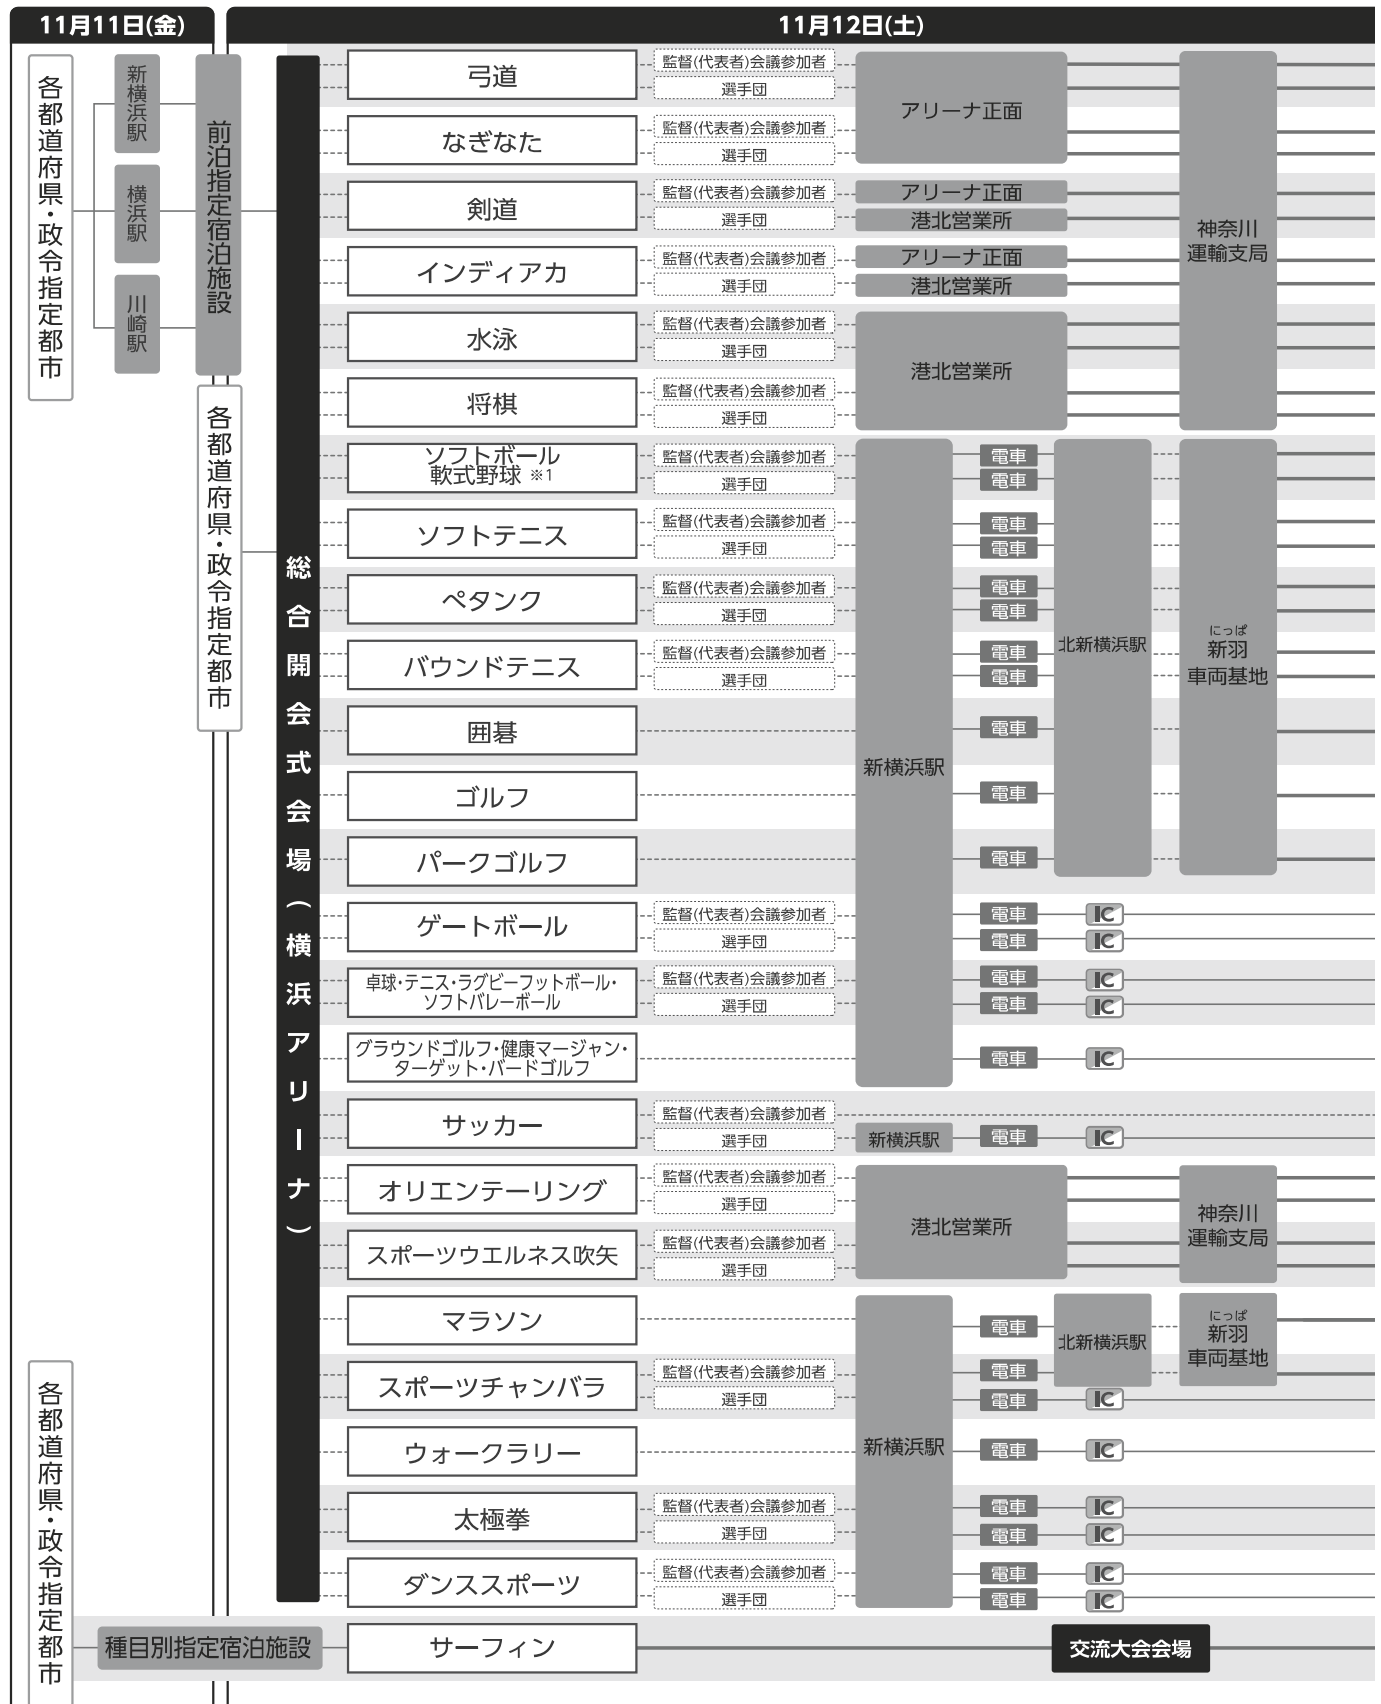 11月11日(金)
11月12日(土)
各都道府県・政令指定都市
新横浜駅
横浜駅
川崎駅
前泊指定宿泊施設
各都道府県・政令指定都市
総合開会式会場(横浜アリーナ)
弓道
監督(代表者)会議参加者
選手団
アリーナ正面
なぎなた
監督(代表者)会議参加者
選手団
剣道
監督(代表者)会議参加者
アリーナ正面
選手団
港北営業所
神奈川
運輸支局
インディアカ
監督(代表者)会議参加者
アリーナ正面
選手団
港北営業所
水泳
監督(代表者)会議参加者
選手団
港北営業所
将棋
監督(代表者)会議参加者
選手団
ソフトボール
軟式野球 ※1
監督(代表者)会議参加者
電車
選手団
電車
ソフトテニス
監督(代表者)会議参加者
電車
選手団
電車
ペタンク
監督(代表者)会議参加者
電車
選手団
電車
バウンドテニス
監督(代表者)会議参加者
電車
選手団
電車
北新横浜駅
にっぱ
新羽
車両基地
囲碁
電車
新横浜駅
ゴルフ
電車
パークゴルフ
電車
ゲートボール
監督(代表者)会議参加者
電車
IC
選手団
電車
IC
卓球・テニス・ラグビーフットボール・
ソフトバレーボール
監督(代表者)会議参加者
電車
IC
選手団
電車
IC
グラウンドゴルフ・健康マージャン・
ターゲット・バードゴルフ
電車
IC
サッカー
監督(代表者)会議参加者
選手団
新横浜駅
電車
IC
オリエンテーリング
監督(代表者)会議参加者
選手団
港北営業所
神奈川
運輸支局
スポーツウエルネス吹矢
監督(代表者)会議参加者
選手団
マラソン
電車
北新横浜駅
にっぱ
新羽
車両基地
スポーツチャンバラ
監督(代表者)会議参加者
電車
選手団
電車
IC
ウォークラリー
新横浜駅
電車
IC
太極拳
監督(代表者)会議参加者
電車
IC
選手団
電車
IC
ダンススポーツ
監督(代表者)会議参加者
電車
IC
選手団
電車
IC
各都道府県・政令指定都市
種目別指定宿泊施設
サーフィン
交流大会会場